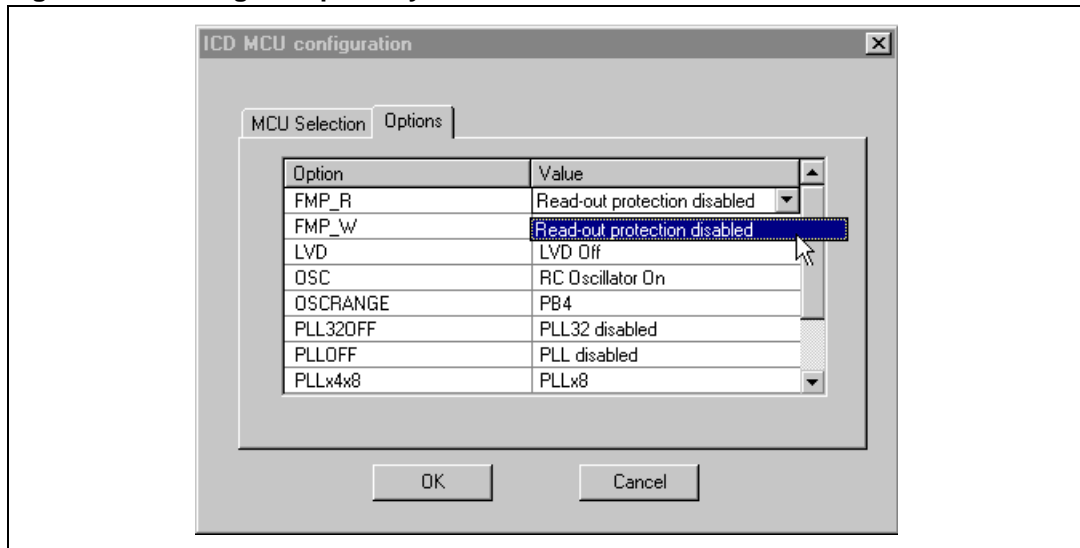 ICD MCU configuration
MCU Selection Options
Option Value
FMP_R Read-out protection disabled
FMP_W Read-out protection disabled
LVD LVD Off
OSC RC Oscillator On
OSCRANGE PB4
PLL32OFF PLL32 disabled
PLLOFF PLL disabled
PLLx4x8 PLLx8
OK Cancel